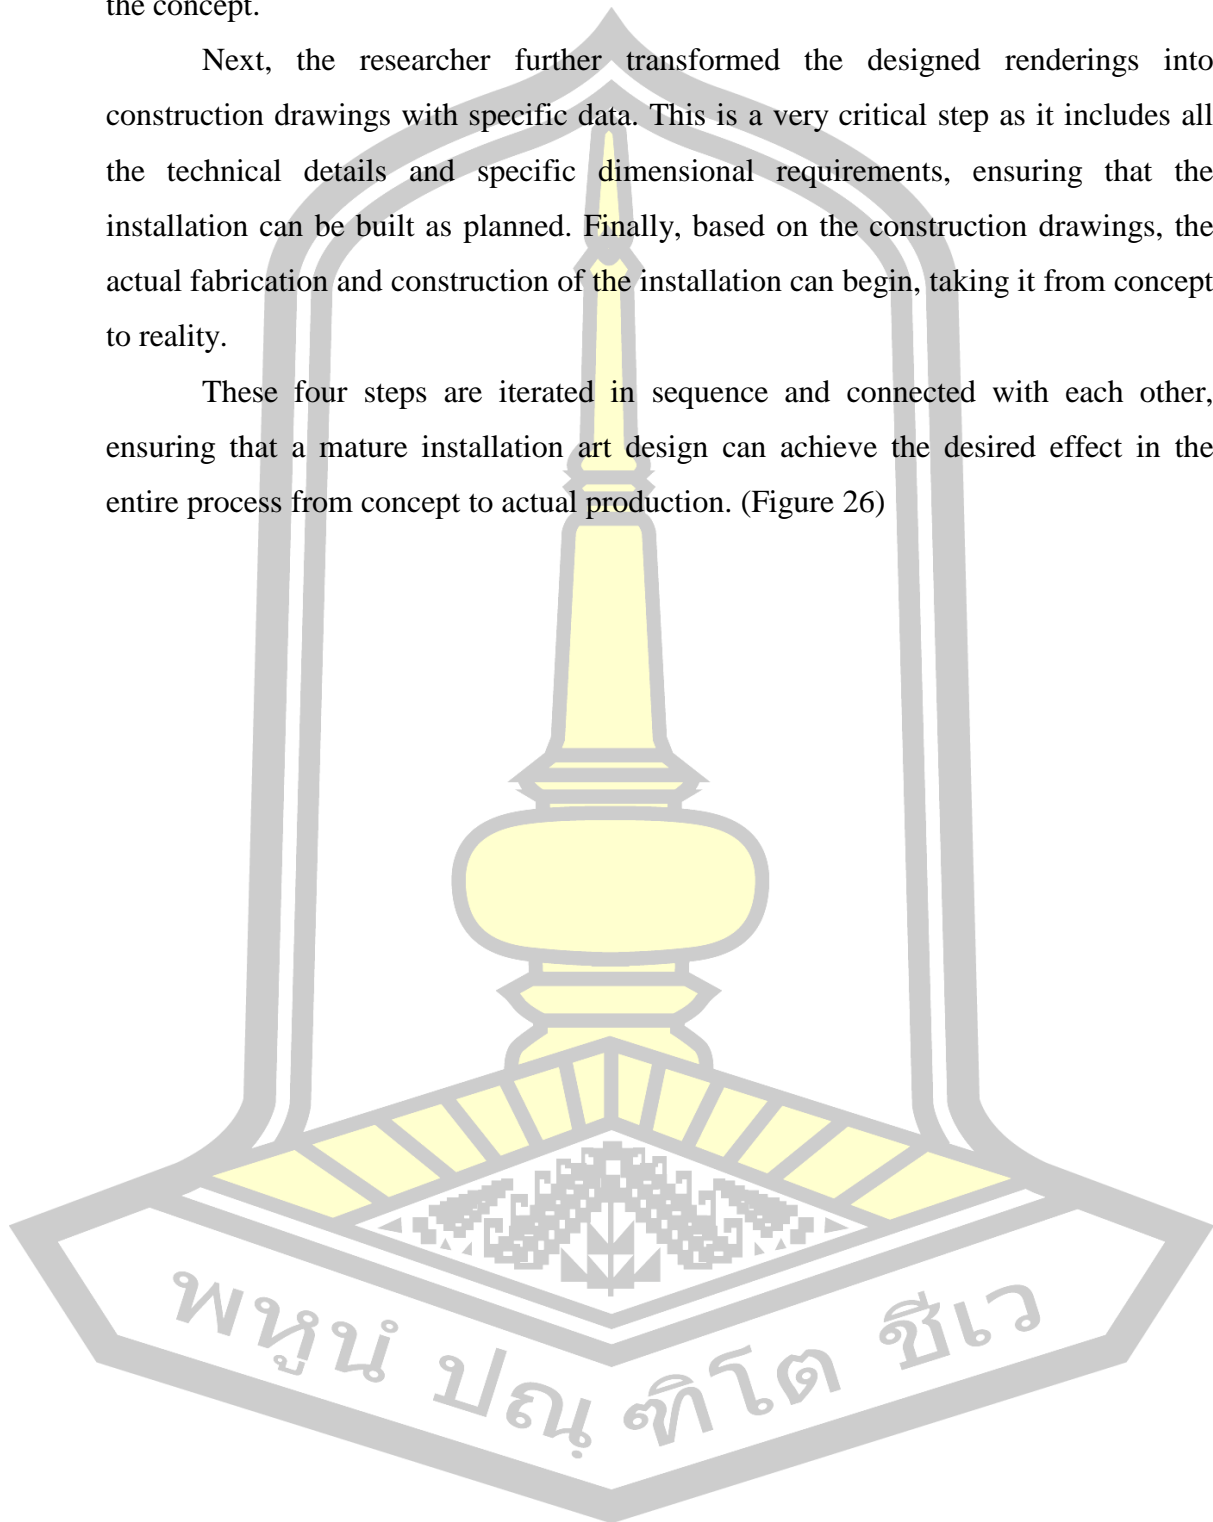 the concept.
Next, the researcher further transformed the designed renderings into
construction drawings with specific data. This is a very critical step as it includes all
the technical details and specific dimensional requirements, ensuring that the
installation can be built as planned. Finally, based on the construction drawings, the
actual fabrication and construction of the installation can begin, taking it from concept
to reality.
These four steps are iterated in sequence and connected with each other,
ensuring that a mature installation art design can achieve the desired effect in the
entire process from concept to actual production. (Figure 26)
พหูนํ ปณฺ ฑิโต ชีเว